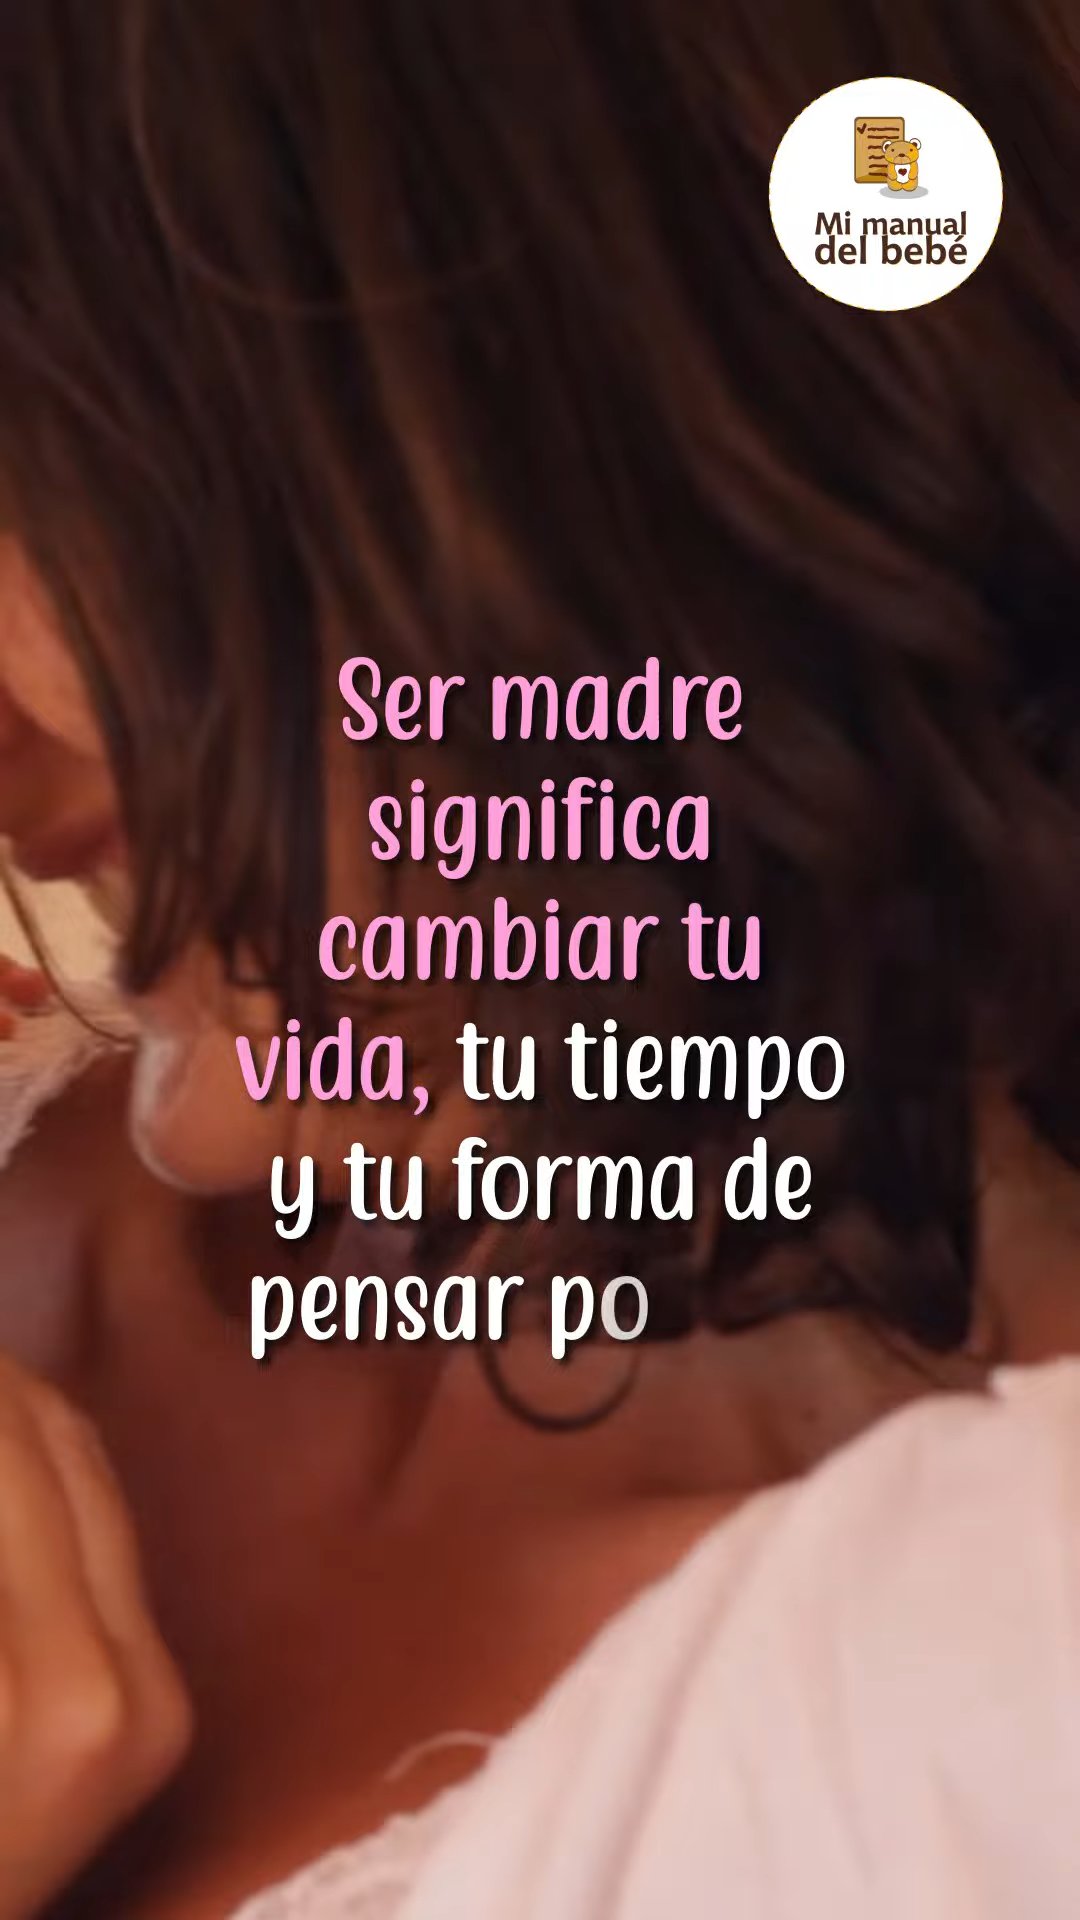 Mi manual
del bebé
Ser madre
significa
cambiar tu
vida, tu tiempo
y tu forma de
pensar po